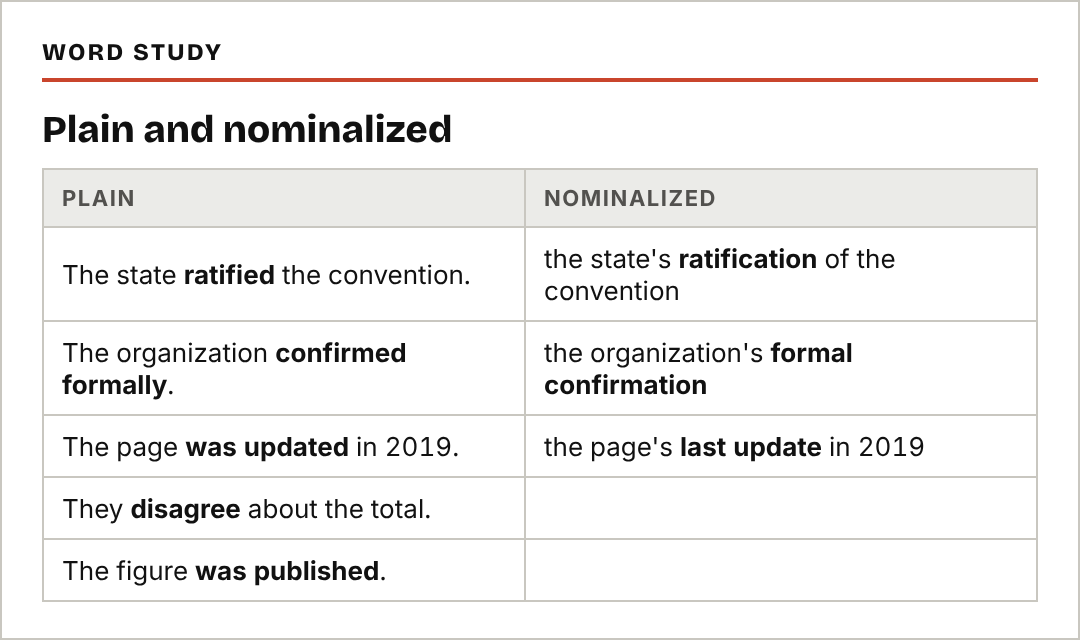 WORD STUDY
Plain and nominalized
PLAIN
NOMINALIZED
The state ratified the convention.
the state's ratification of the
convention
The organization confirmed
formally.
the organization's formal
confirmation
The page was updated in 2019.
the page's last update in 2019
They disagree about the total.
The figure was published.